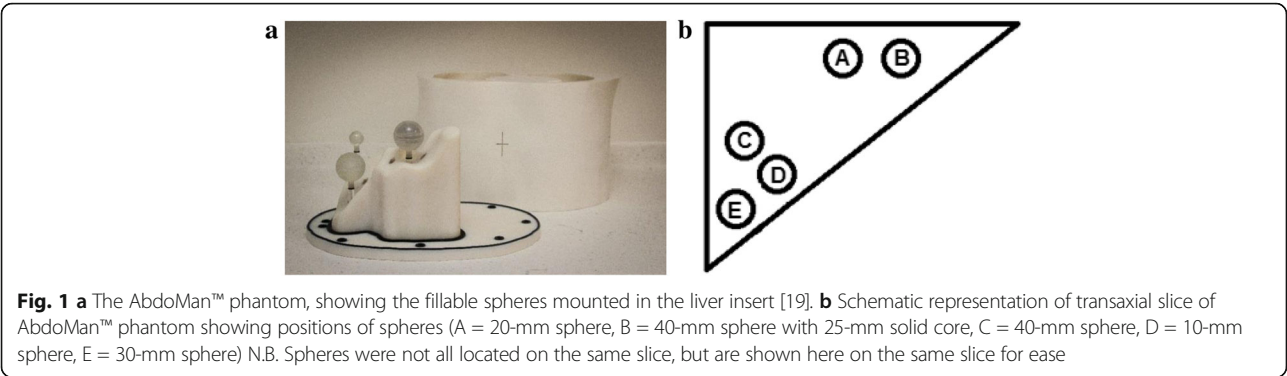 a
b
A B
C
D
E
Fig. 1 a The AbdoMan™ phantom, showing the fillable spheres mounted in the liver insert [19]. b Schematic representation of transaxial slice of
AbdoMan™ phantom showing positions of spheres (A = 20-mm sphere, B = 40-mm sphere with 25-mm solid core, C = 40-mm sphere, D = 10-mm
sphere, E = 30-mm sphere) N.B. Spheres were not all located on the same slice, but are shown here on the same slice for ease